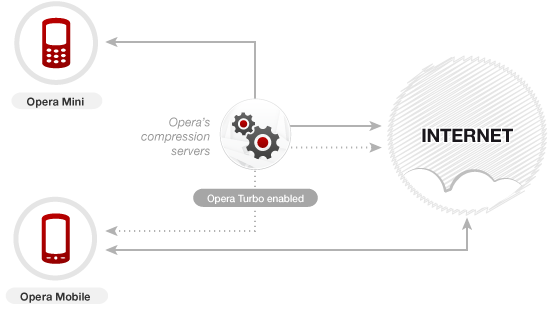 Opera Mini
Opera's
compression
servers
INTERNET
Opera Turbo enabled
Opera Mobile